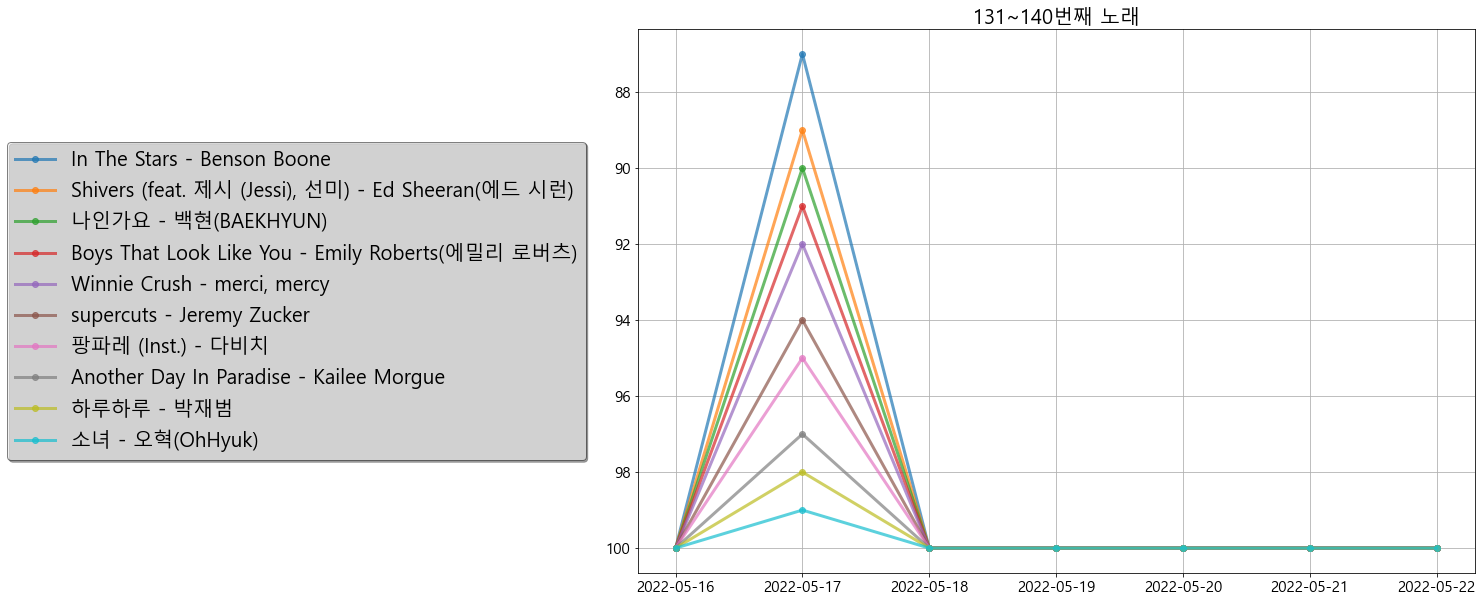 131~140번째 노래
In The Stars - Benson Boone
Shivers (feat. 제시 (Jessi), 선미) - Ed Sheeran(에드 시런)
나인가요 - 백현(BAEKHYUN)
Boys That Look Like You - Emily Roberts(에밀리 로버츠)
Winnie Crush - merci, mercy
supercuts - Jeremy Zucker
팡파레 (Inst.) - 다비치
Another Day In Paradise - Kailee Morgue
하루하루 - 박재범
소녀 - 오혁(OhHyuk)
88
90
92
94
96
98
100
2022-05-16 2022-05-17 2022-05-18 2022-05-19 2022-05-20 2022-05-21 2022-05-22